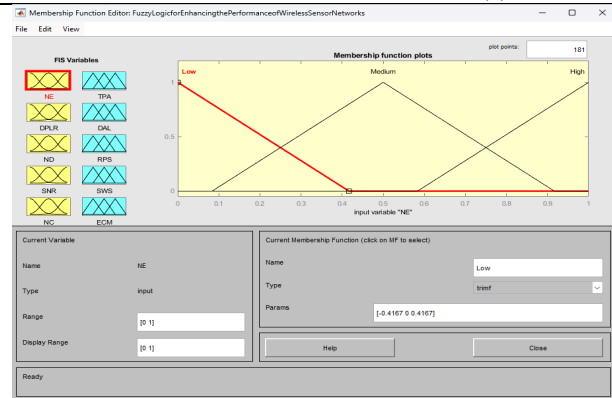 Membership Function Editor: FuzzyLogicforEnhancingthePerformanceofWirelessSensorNetworks
File Edit View
FIS Variables
NE TPA
DPLR DAL
ND RPS
SNR SWS
NC ECM
Membership function plots
plot points: 181
Low Medium High
1
0.5
0
0 0.1 0.2 0.3 0.4 0.5 0.6 0.7 0.8 0.9 1
input variable "NE"
Current Variable
Name NE
Type input
Range [0 1]
Display Range [0 1]
Current Membership Function (click on MF to select)
Name Low
Type trimf
Params [-0.4167 0 0.4167]
Help Close
Ready